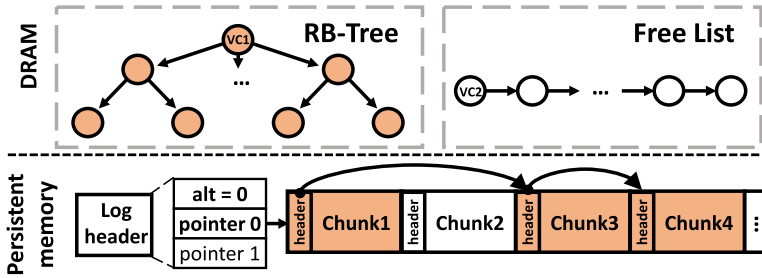 DRAM
RB-Tree
VC1
...
Free List
VC2
...
Persistent
memory
Log
header
alt = 0
pointer 0
pointer 1
header
Chunk1
header
Chunk2
header
Chunk3
header
Chunk4
...